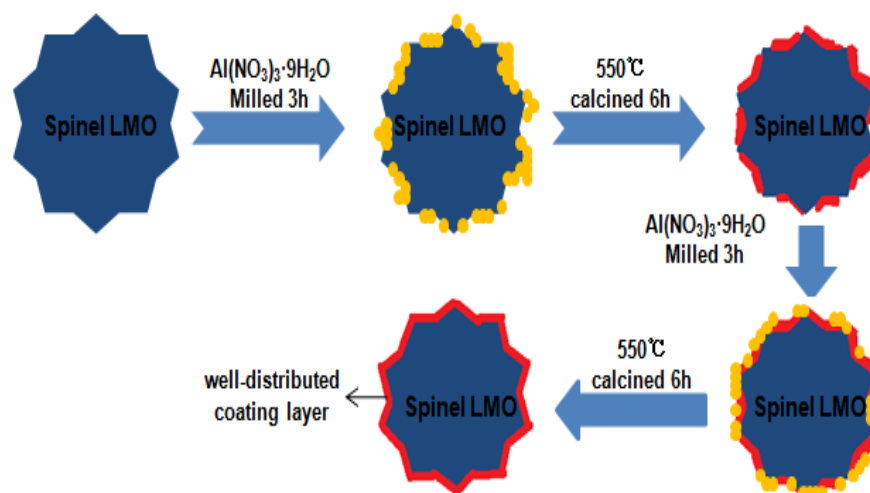 Spinel LMO
Al(NO₃)₃·9H₂O
Milled 3h
Spinel LMO
550℃
calcined 6h
Spinel LMO
Al(NO₃)₃·9H₂O
Milled 3h
Spinel LMO
550℃
calcined 6h
Spinel LMO
well-distributed
coating layer